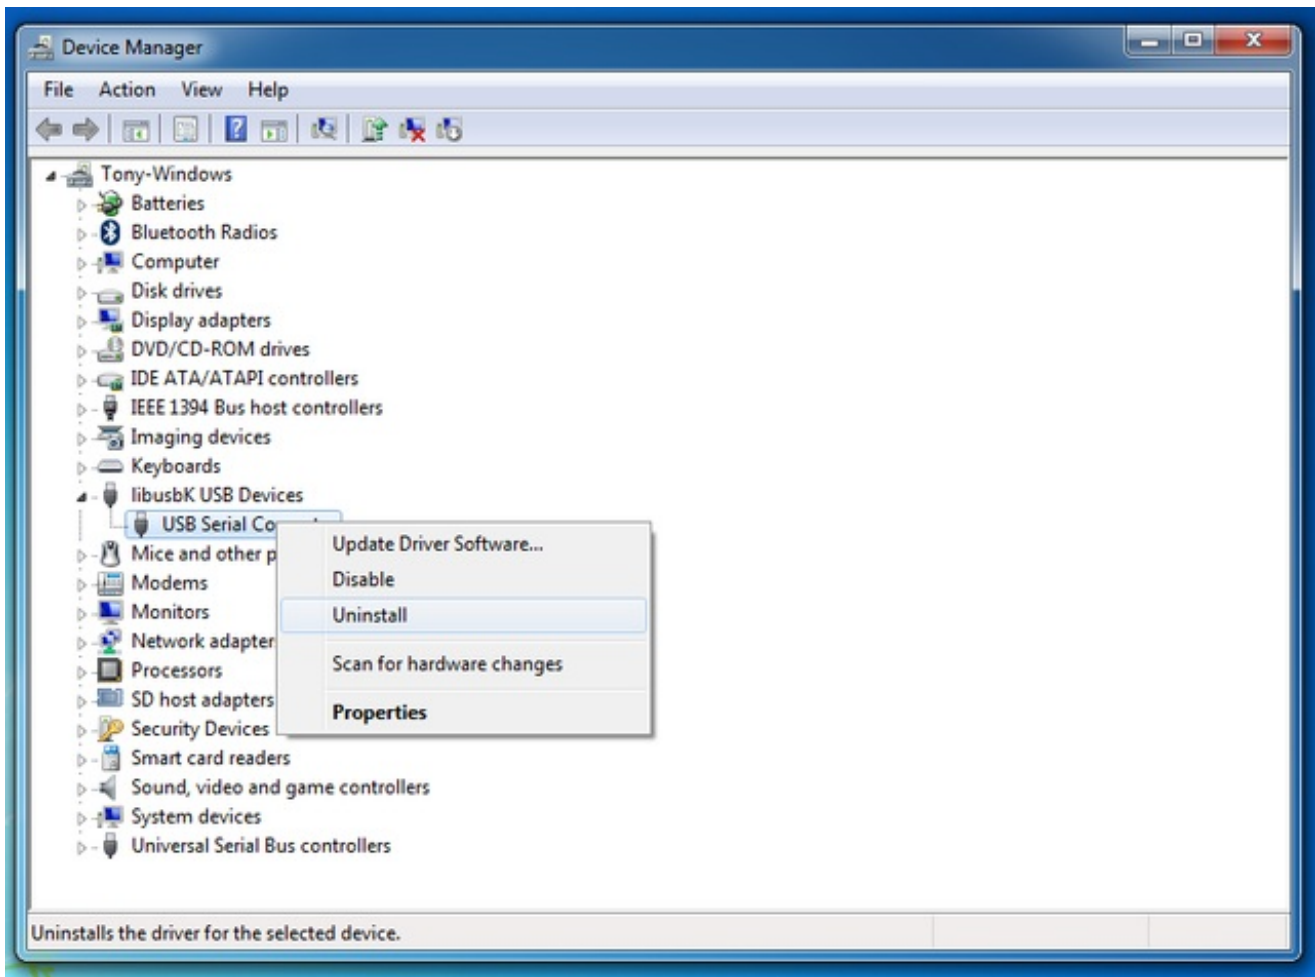 Device Manager
File Action View Help
Tony-Windows
Batteries
Bluetooth Radios
Computer
Disk drives
Display adapters
DVD/CD-ROM drives
IDE ATA/ATAPI controllers
IEEE 1394 Bus host controllers
Imaging devices
Keyboards
libusbK USB Devices
USB Serial
Mice and other
Modems
Monitors
Network
Processors
SD host adapters
Security Devices
Smart card readers
Sound, video and game controllers
System devices
Universal Serial Bus controllers
Update Driver Software...
Disable
Uninstall
Scan for hardware changes
Properties
Uninstalls the driver for the selected device.